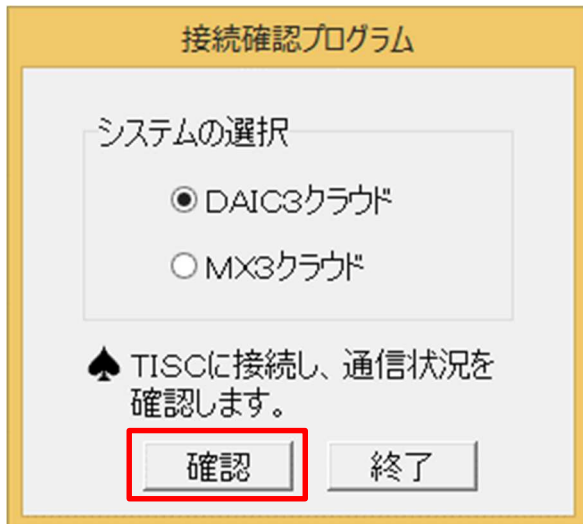 接続確認プログラム
システムの選択
DAIC3クラウド
MX3クラウド
♠ TISCに接続し、通信状況を
確認します。
確認 終了